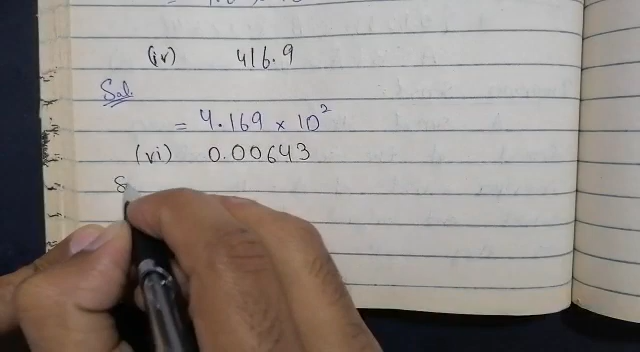 (iv) 416.9
Sol.
= 4.169 × 10²
(vi) 0.00643
S